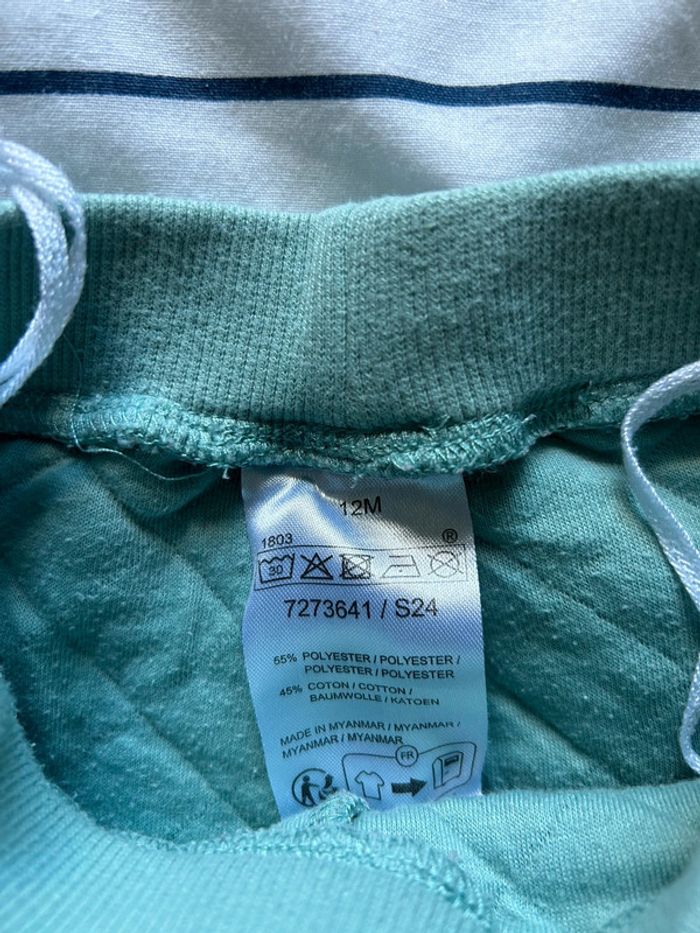 12M
1803
®
30
7273641 / S24
55% POLYESTER / POLYESTER /
POLYESTER / POLYESTER
45% COTON / COTTON /
BAUMWOLLE / KATOEN
MADE IN MYANMAR / MYANMAR /
MYANMAR / MYANMAR
FR